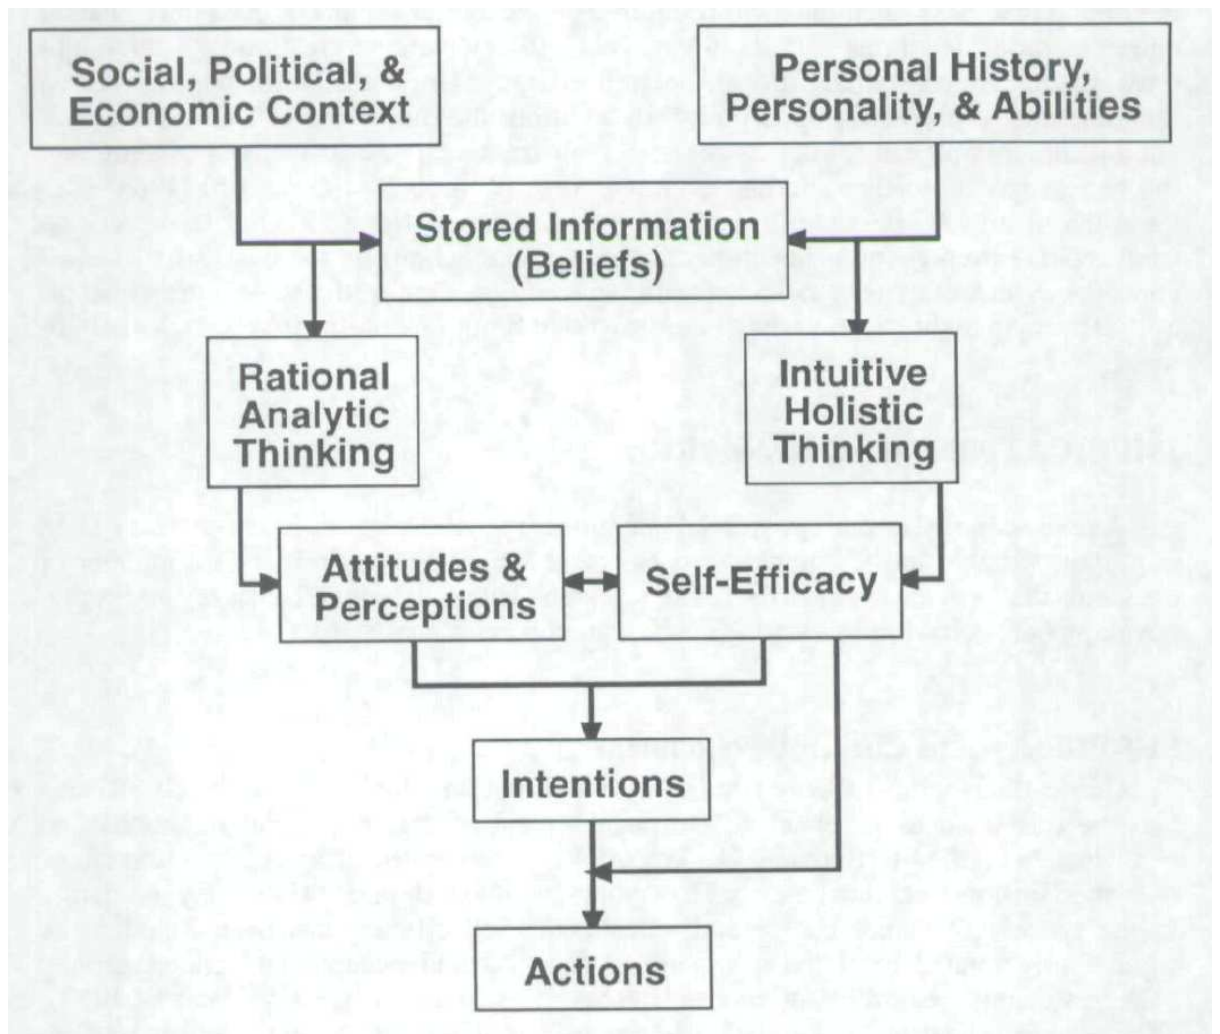 Social, Political, &
Economic Context
Personal History,
Personality, & Abilities
Stored Information
(Beliefs)
Rational
Analytic
Thinking
Intuitive
Holistic
Thinking
Attitudes &
Perceptions
Self-Efficacy
Intentions
Actions